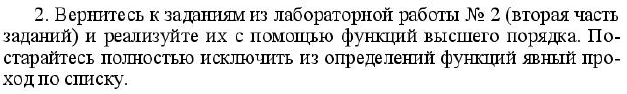 2. Вернитесь к заданиям из лабораторной работы № 2 (вторая часть
заданий) и реализуйте их с помощью функций высшего порядка. По-
старайтесь полностью исключить из определений функций явный про-
ход по списку.